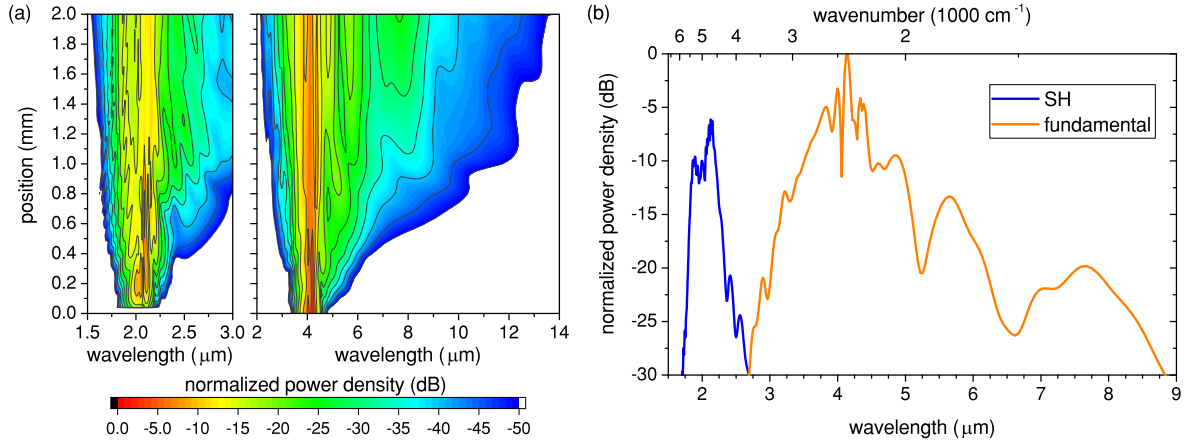 (a)
2.0
1.8
1.6
1.4
1.2
1.0
0.8
0.6
0.4
0.2
0.0
position (mm)
1.5 2.0 2.5 3.0
wavelength (μm)
2 4 6 8 10 12 14
wavelength (μm)
normalized power density (dB)
0.0 -5.0 -10 -15 -20 -25 -30 -35 -40 -45 -50
(b)
wavenumber (1000 cm⁻¹)
6 5 4 3 2
0
-5
-10
-15
-20
-25
-30
normalized power density (dB)
SH
fundamental
2 3 4 5 6 7 8 9
wavelength (μm)